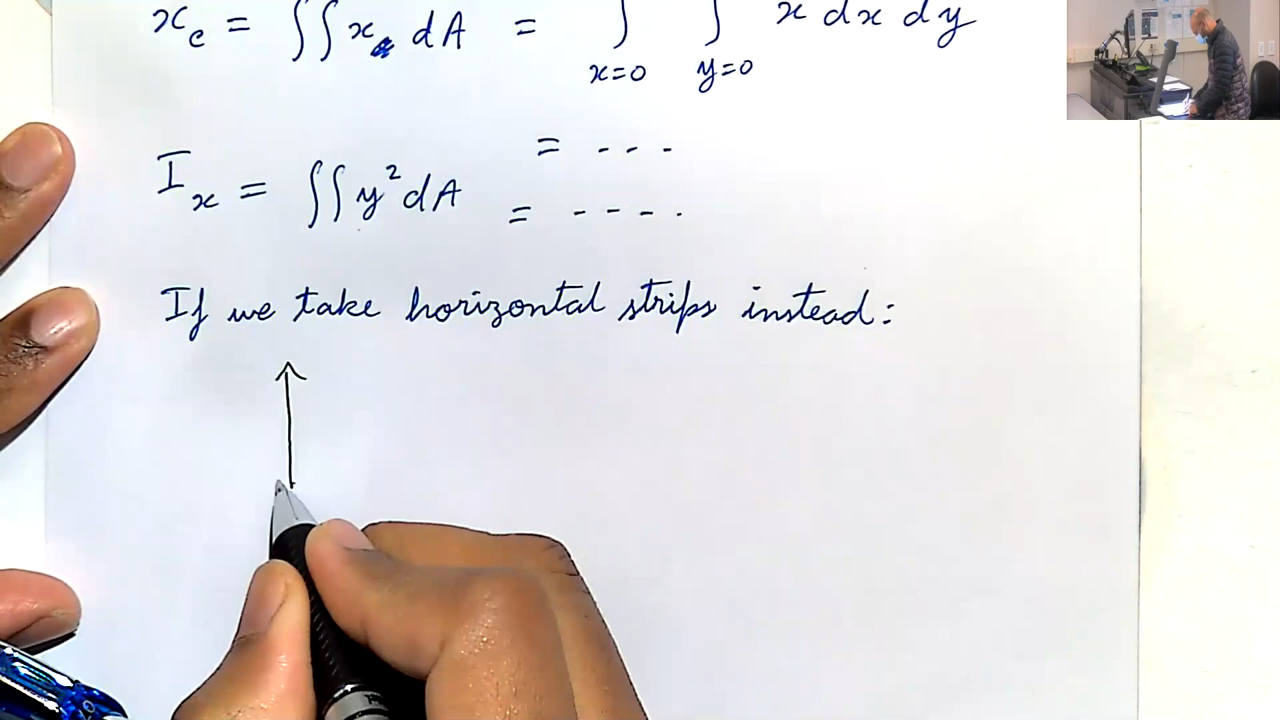 x_c = ∫∫ x dA = ∫ ∫ x dx dy
x=0 y=0
= - - -
I_x = ∫∫ y² dA = - - - .
If we take horizontal strips instead: